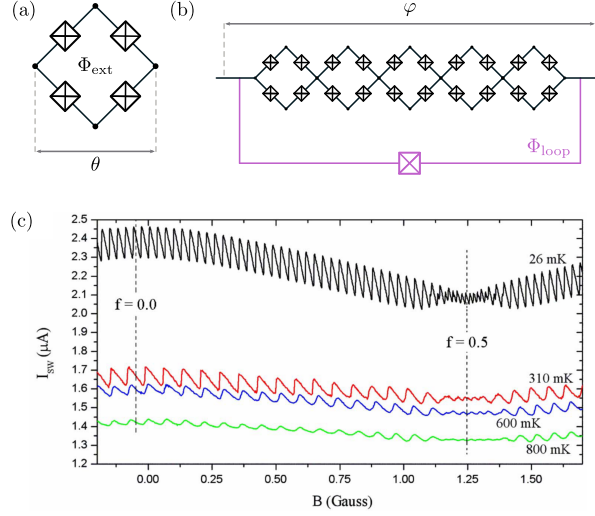 (a)
Φext
θ
(b)
φ
Φloop
(c)
2.5
2.4
2.3
2.2
2.1
2.0
1.9
1.8
1.7
1.6
1.5
1.4
1.3
1.2
I_sw (μA)
f = 0.0
f = 0.5
26 mK
310 mK
600 mK
800 mK
0.00 0.25 0.50 0.75 1.00 1.25 1.50
B (Gauss)